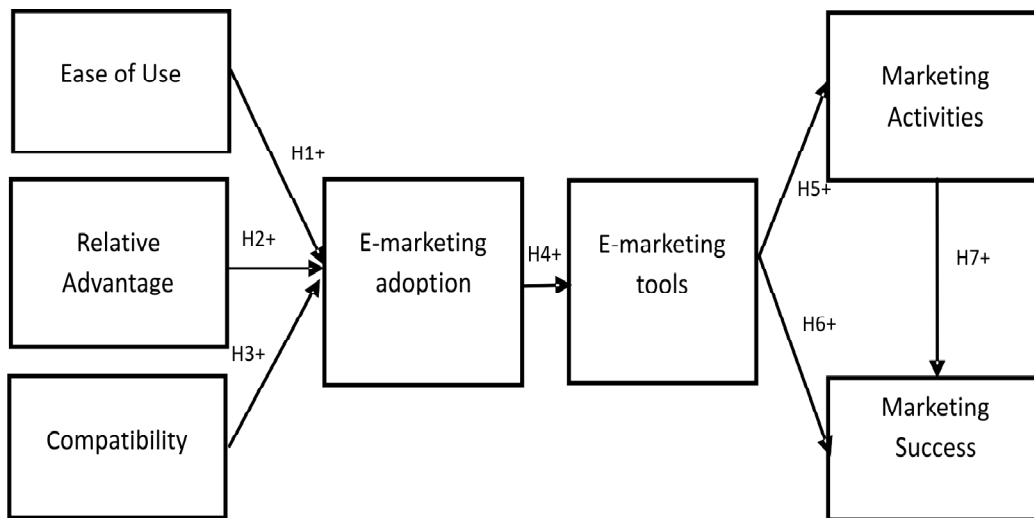 Ease of Use
H1+
Relative
Advantage
H2+
H3+
Compatibility
E-marketing
adoption
H4+
E-marketing
tools
H5+
H6+
Marketing
Activities
H7+
Marketing
Success